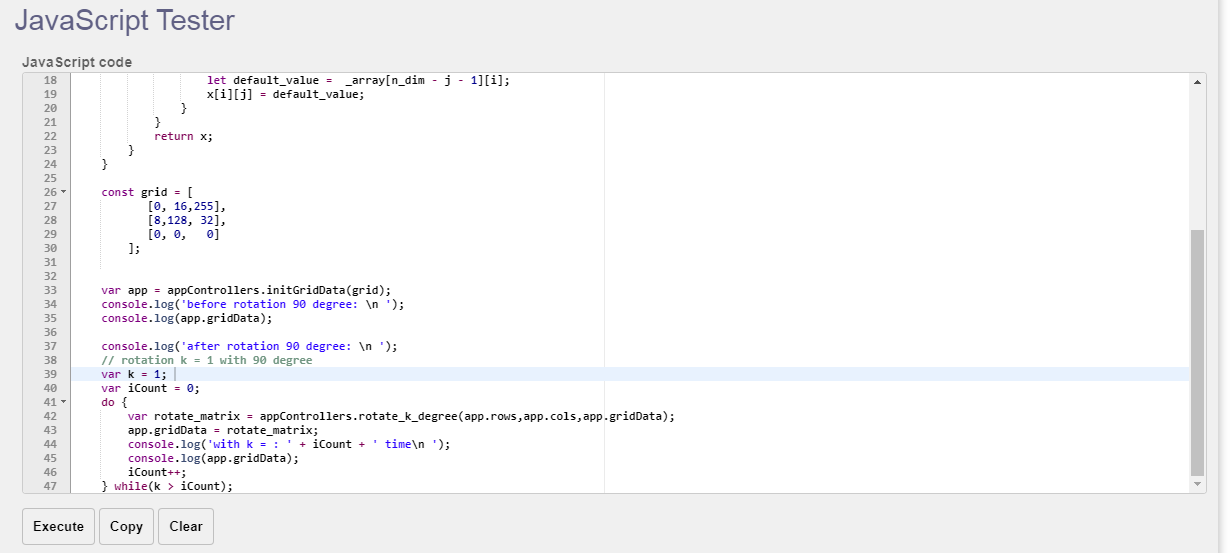 JavaScript Tester
JavaScript code
18 let default_value =  _array[n_dim - j - 1][i];
19 x[i][j] = default_value;
20 }
21 }
22 return x;
23 }
24 }
25
26 const grid = [
27 [0, 16,255],
28 [8,128, 32],
29 [0, 0,   0]
30 ];
31
32
33 var app = appControllers.initGridData(grid);
34 console.log('before rotation 90 degree: \n ');
35 console.log(app.gridData);
36
37 console.log('after rotation 90 degree: \n ');
38 // rotation k = 1 with 90 degree
39 var k = 1;
40 var iCount = 0;
41 do {
42 var rotate_matrix = appControllers.rotate_k_degree(app.rows,app.cols,app.gridData);
43 app.gridData = rotate_matrix;
44 console.log('with k = : ' + iCount + ' time\n ');
45 console.log(app.gridData);
46 iCount++;
47 } while(k > iCount);
Execute Copy Clear